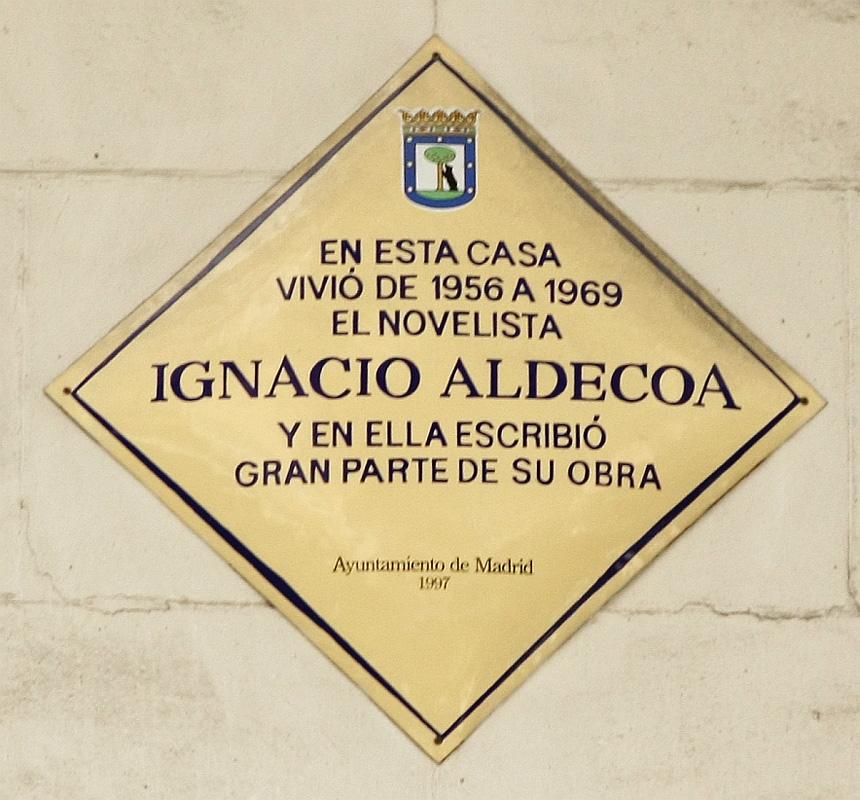 EN ESTA CASA
VIVIÓ DE 1956 A 1969
EL NOVELISTA
IGNACIO ALDECOA
Y EN ELLA ESCRIBIÓ
GRAN PARTE DE SU OBRA
Ayuntamiento de Madrid
1997